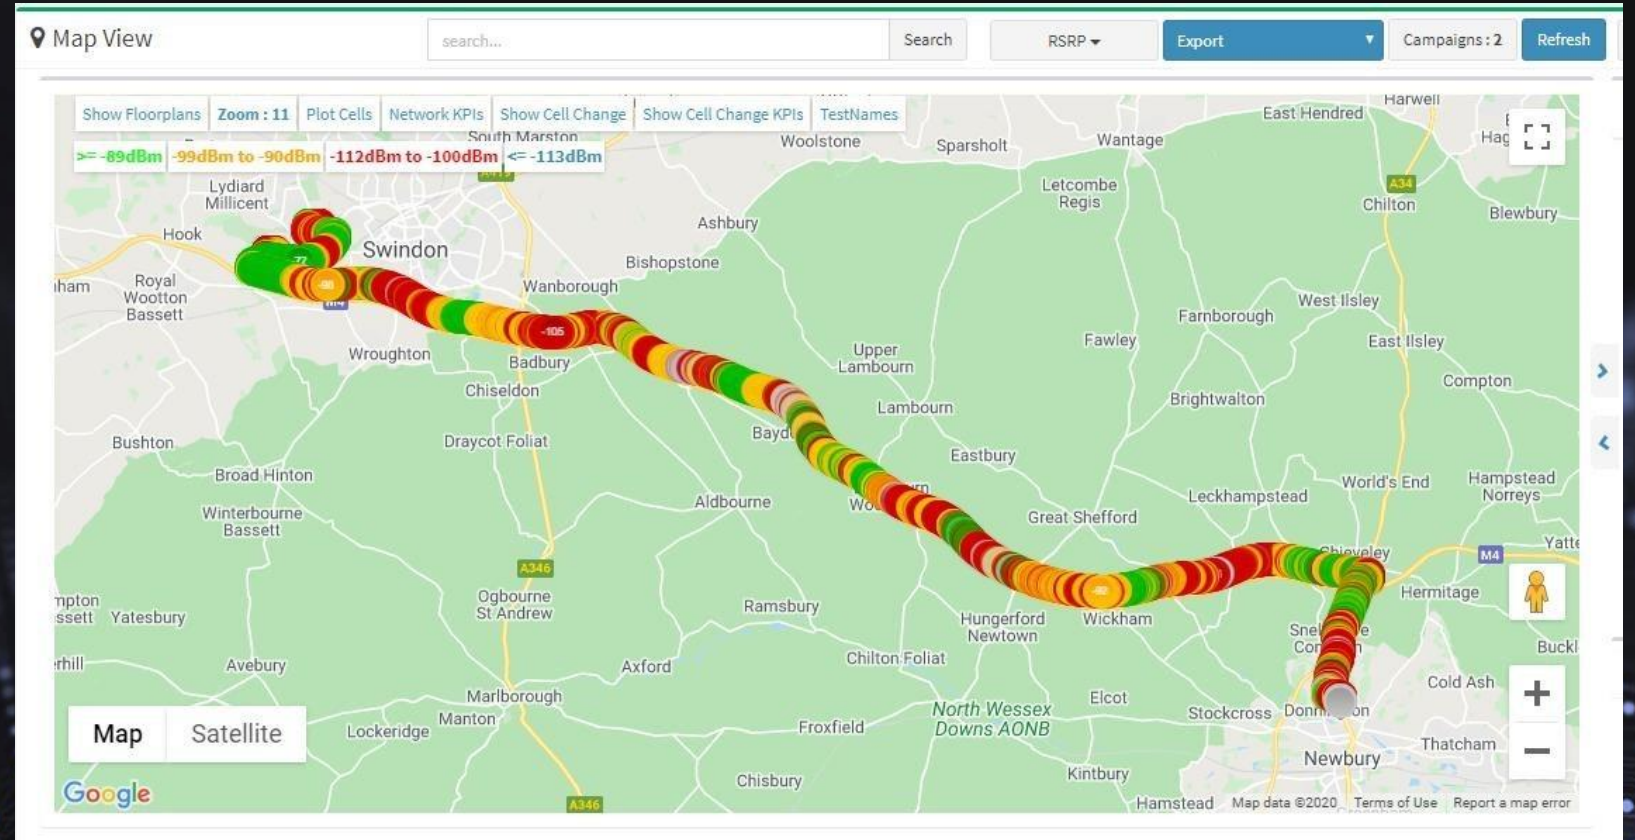 Map View
search...
Search
RSRP
Export
Campaigns : 2
Refresh
Show Floorplans
Zoom : 11
Plot Cells
Network KPIs
Show Cell Change
Show Cell Change KPIs
TestNames
>= -89dBm
-99dBm to -90dBm
-112dBm to -100dBm
<= -113dBm
Harwell
East Hendred
South Marston
Woolstone
Sparsholt
Wantage
A419
Lydiard
Millicent
Letcombe
Regis
A34
Chilton
Blewbury
Hook
Swindon
Ashbury
Bishopstone
-77
-90
M4
Royal
Wootton
Bassett
Wanborough
West Ilsley
Farnborough
-105
Wroughton
Badbury
Upper
Lambourn
Fawley
East Ilsley
Chiseldon
Compton
Lambourn
Brightwalton
Bushton
Draycot Foliat
Eastbury
Broad Hinton
World's End
Hampstead
Norreys
Aldbourne
Leckhampstead
Winterbourne
Bassett
Great Shefford
M4
A346
Chieveley
Hermitage
Yatesbury
Ogbourne
St Andrew
Ramsbury
Hungerford
Newtown
Wickham
Avebury
Axford
Chilton Foliat
Marlborough
Manton
Elcot
Cold Ash
North Wessex
Downs AONB
Stockcross
Map
Satellite
Lockeridge
Froxfield
Thatcham
Newbury
Chisbury
Kintbury
Google
A346
Hamstead
Map data ©2020
Terms of Use
Report a map error